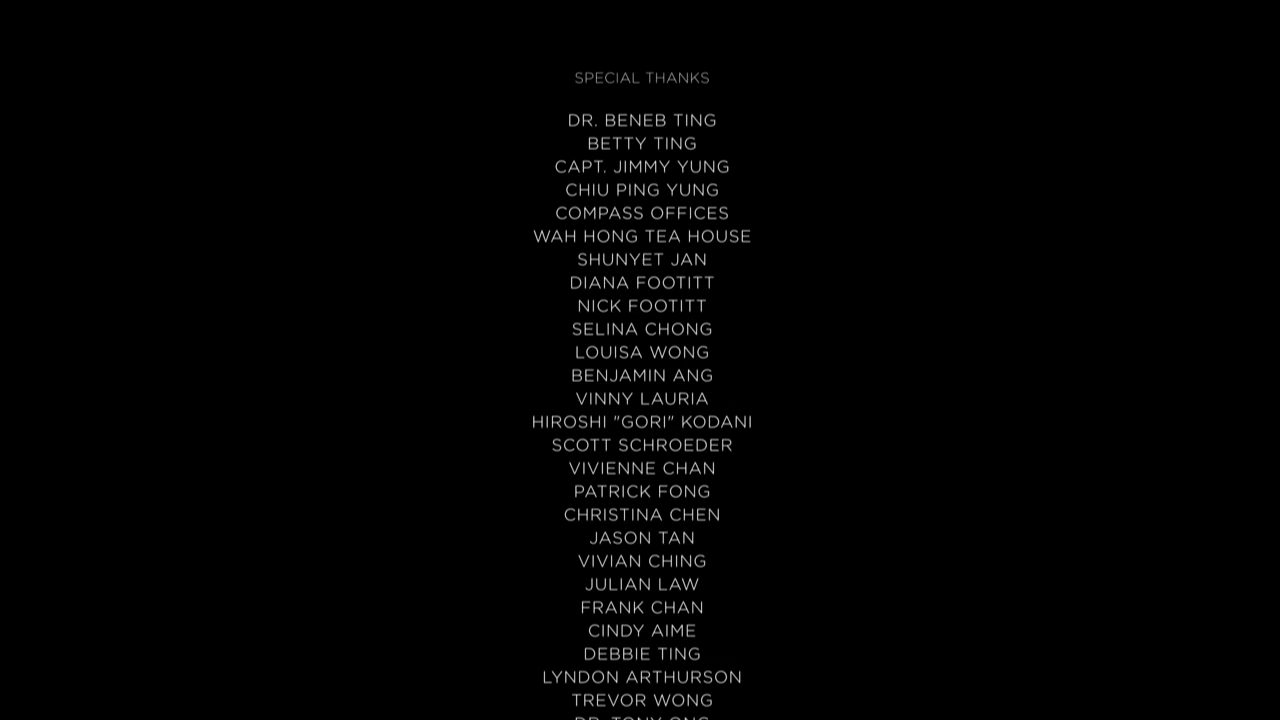 SPECIAL THANKS
DR. BENEB TING
BETTY TING
CAPT. JIMMY YUNG
CHIU PING YUNG
COMPASS OFFICES
WAH HONG TEA HOUSE
SHUNYET JAN
DIANA FOOTITT
NICK FOOTITT
SELINA CHONG
LOUISA WONG
BENJAMIN ANG
VINNY LAURIA
HIROSHI "GORI" KODANI
SCOTT SCHROEDER
VIVIENNE CHAN
PATRICK FONG
CHRISTINA CHEN
JASON TAN
VIVIAN CHING
JULIAN LAW
FRANK CHAN
CINDY AIME
DEBBIE TING
LYNDON ARTHURSON
TREVOR WONG